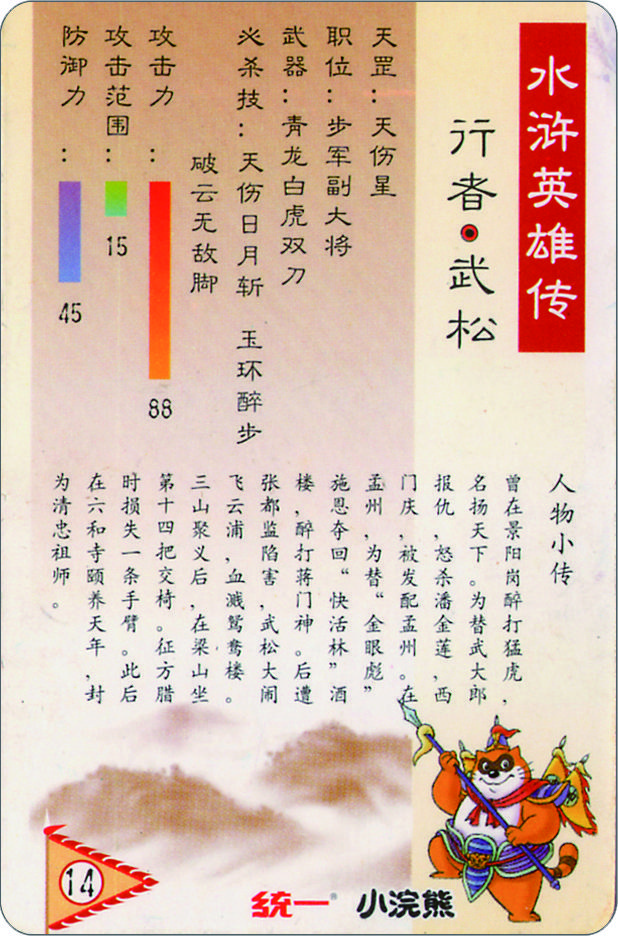 水浒英雄传
行者·武松
天罡：天伤星
职位：步军副大将
武器：青龙白虎双刀
必杀技：天伤日月斩 玉环醉步
破云无敌脚
攻击力：
88
攻击范围：
15
防御力：
45
人物小传
曾在景阳岗醉打猛虎，
名扬天下。为替武大郎
报仇，怒杀潘金莲，西
门庆，被发配孟州。在
孟州，为替“金眼彪”
施恩夺回“快活林”酒
楼，醉打蒋门神。后遭
张都监陷害，武松大闹
飞云浦，血溅鸳鸯楼。
三山聚义后，在梁山坐
第十四把交椅。征方腊
时损失一条手臂。此后
在六和寺颐养天年，封
为清忠祖师。
14
统一® 小浣熊